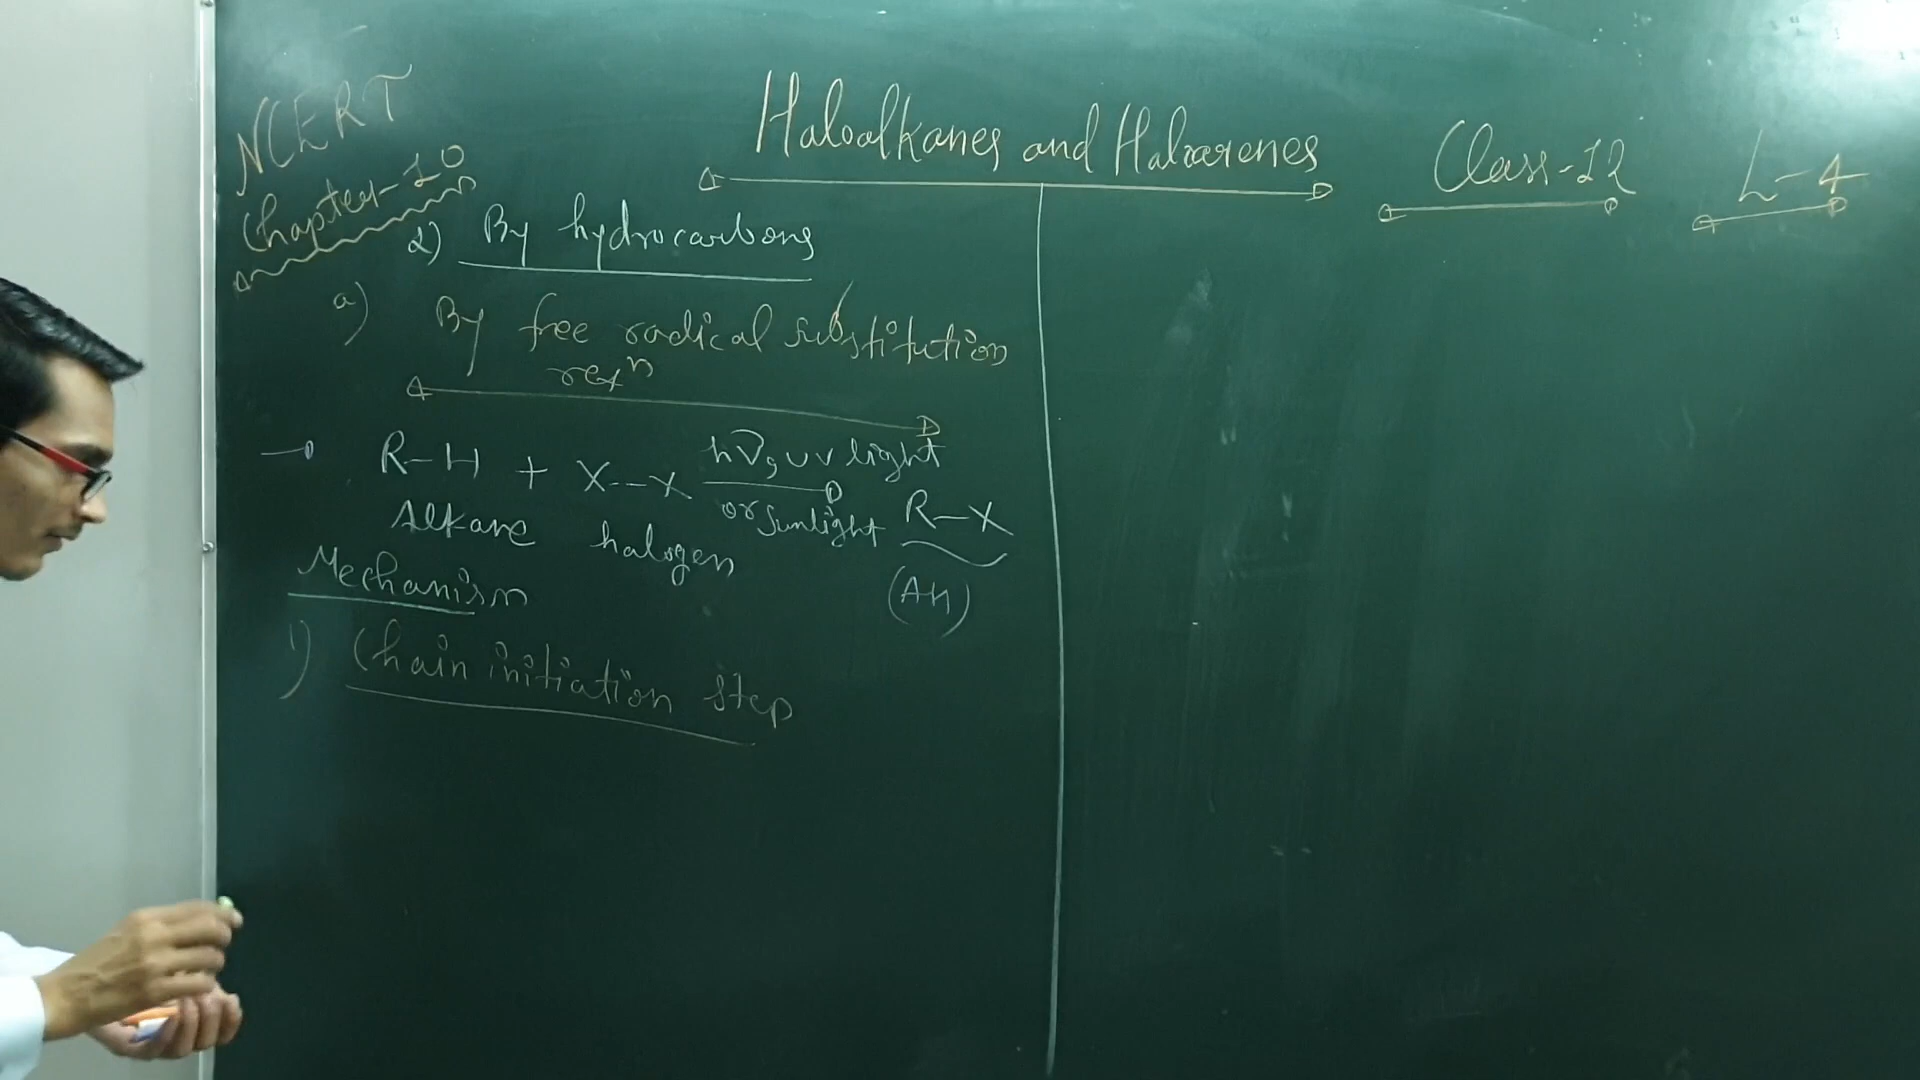 NCERT
Chapter-10
Haloalkanes and Haloarenes
Class-12
L-4
2) By hydrocarbons
a) By free radical substitution
rexⁿ
R-H + X--X
hν, uv light
or sunlight
R-X
Alkane halogen
(AH)
Mechanism
1) Chain initiation step